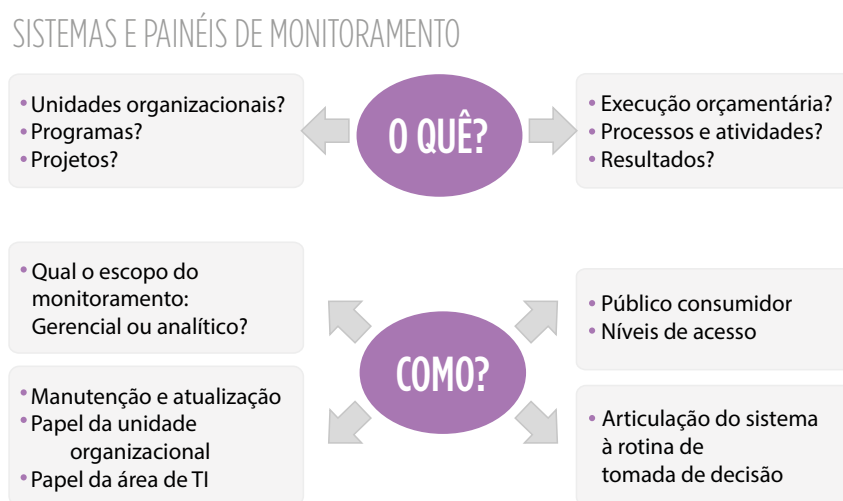 SISTEMAS E PAINÉIS DE MONITORAMENTO
• Unidades organizacionais?
• Programas?
• Projetos?
O QUÊ?
• Execução orçamentária?
• Processos e atividades?
• Resultados?
• Qual o escopo do
monitoramento:
Gerencial ou analítico?
• Manutenção e atualização
• Papel da unidade
organizacional
• Papel da área de TI
COMO?
• Público consumidor
• Níveis de acesso
• Articulação do sistema
à rotina de
tomada de decisão